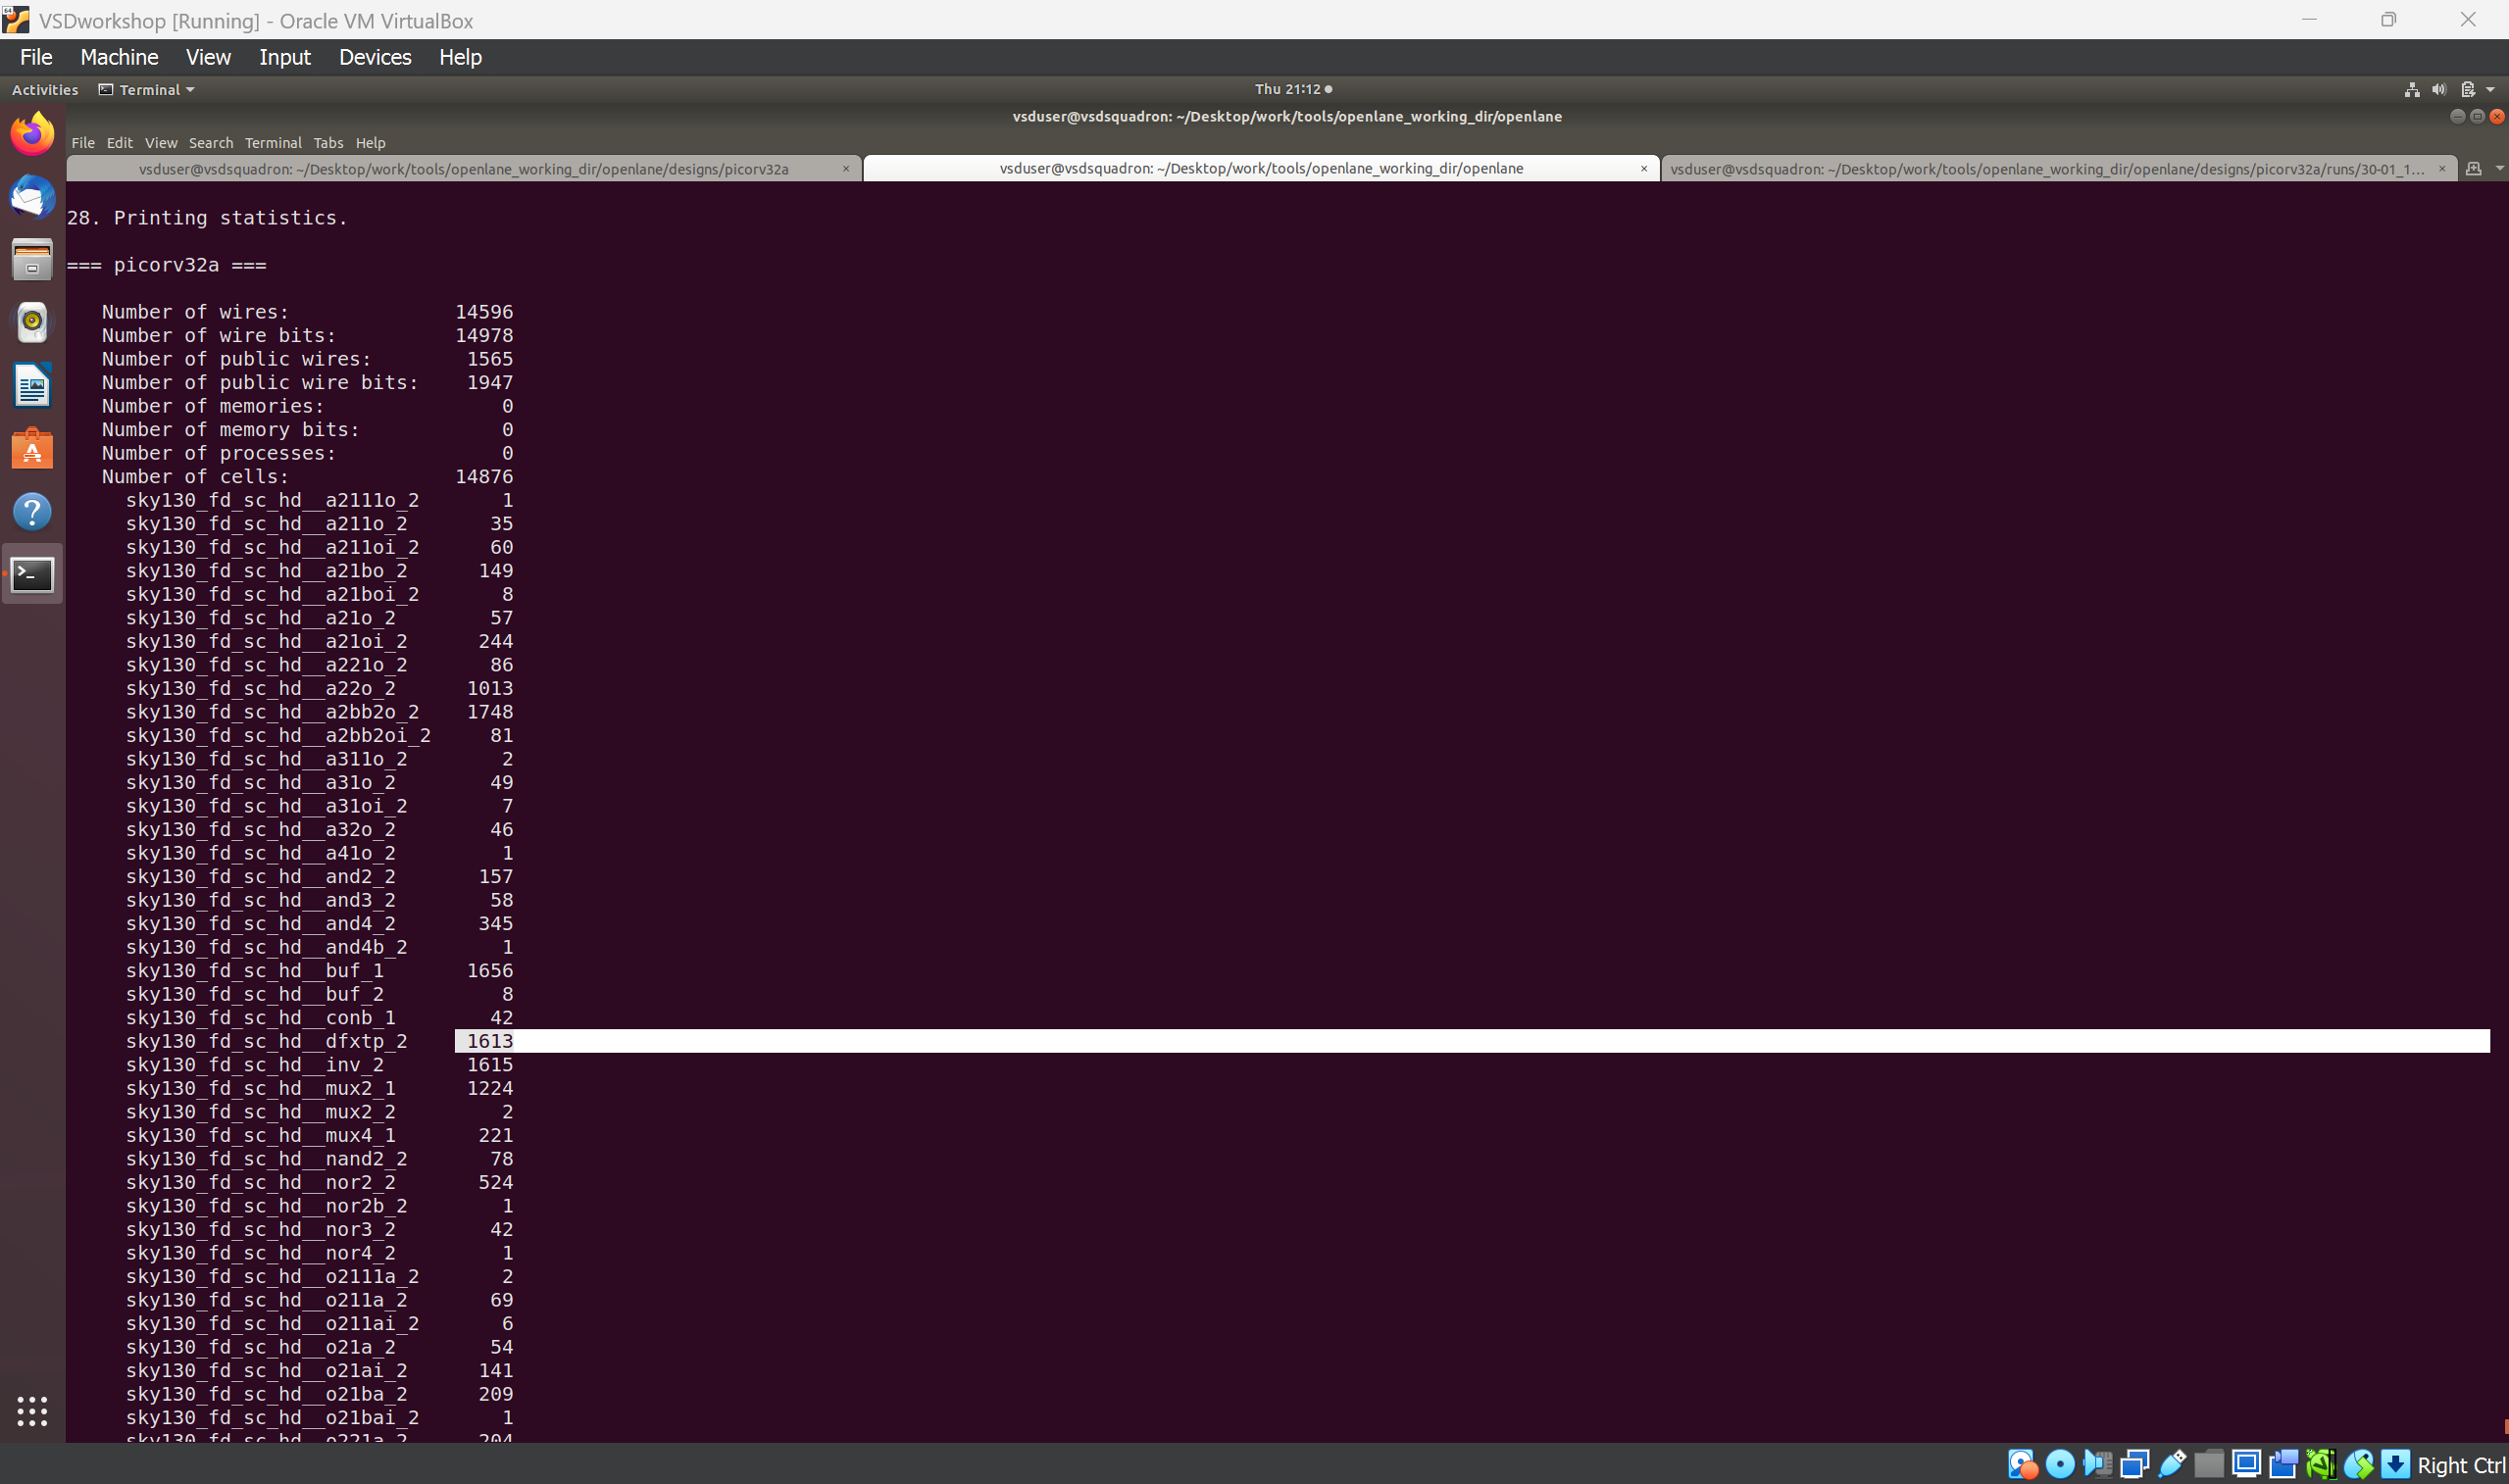 VSDworkshop [Running] - Oracle VM VirtualBox
File Machine View Input Devices Help
Activities Terminal Thu 21:12
vsduser@vsdsquadron: ~/Desktop/work/tools/openlane_working_dir/openlane
File Edit View Search Terminal Tabs Help
vsduser@vsdsquadron: ~/Desktop/work/tools/openlane_working_dir/openlane/designs/picorv32a × vsduser@vsdsquadron: ~/Desktop/work/tools/openlane_working_dir/openlane × vsduser@vsdsquadron: ~/Desktop/work/tools/openlane_working_dir/openlane/designs/picorv32a/runs/30-01_1... ×
28. Printing statistics.
=== picorv32a ===
Number of wires: 14596
Number of wire bits: 14978
Number of public wires: 1565
Number of public wire bits: 1947
Number of memories: 0
Number of memory bits: 0
Number of processes: 0
Number of cells: 14876
sky130_fd_sc_hd__a2111o_2 1
sky130_fd_sc_hd__a211o_2 35
sky130_fd_sc_hd__a211oi_2 60
sky130_fd_sc_hd__a21bo_2 149
sky130_fd_sc_hd__a21boi_2 8
sky130_fd_sc_hd__a21o_2 57
sky130_fd_sc_hd__a21oi_2 244
sky130_fd_sc_hd__a221o_2 86
sky130_fd_sc_hd__a22o_2 1013
sky130_fd_sc_hd__a2bb2o_2 1748
sky130_fd_sc_hd__a2bb2oi_2 81
sky130_fd_sc_hd__a311o_2 2
sky130_fd_sc_hd__a31o_2 49
sky130_fd_sc_hd__a31oi_2 7
sky130_fd_sc_hd__a32o_2 46
sky130_fd_sc_hd__a41o_2 1
sky130_fd_sc_hd__and2_2 157
sky130_fd_sc_hd__and3_2 58
sky130_fd_sc_hd__and4_2 345
sky130_fd_sc_hd__and4b_2 1
sky130_fd_sc_hd__buf_1 1656
sky130_fd_sc_hd__buf_2 8
sky130_fd_sc_hd__conb_1 42
sky130_fd_sc_hd__dfxtp_2 1613
sky130_fd_sc_hd__inv_2 1615
sky130_fd_sc_hd__mux2_1 1224
sky130_fd_sc_hd__mux2_2 2
sky130_fd_sc_hd__mux4_1 221
sky130_fd_sc_hd__nand2_2 78
sky130_fd_sc_hd__nor2_2 524
sky130_fd_sc_hd__nor2b_2 1
sky130_fd_sc_hd__nor3_2 42
sky130_fd_sc_hd__nor4_2 1
sky130_fd_sc_hd__o2111a_2 2
sky130_fd_sc_hd__o211a_2 69
sky130_fd_sc_hd__o211ai_2 6
sky130_fd_sc_hd__o21a_2 54
sky130_fd_sc_hd__o21ai_2 141
sky130_fd_sc_hd__o21ba_2 209
sky130_fd_sc_hd__o21bai_2 1
sky130_fd_sc_hd__o221a_2 204
Right Ctrl